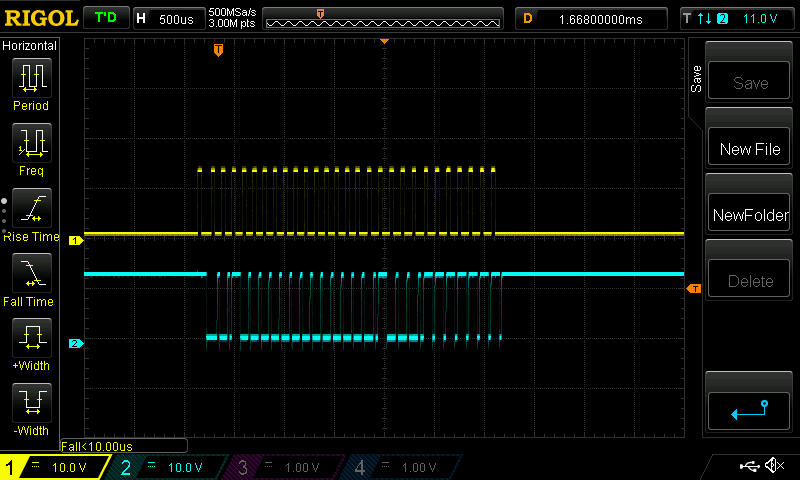 RIGOL T'D H 500us 500MSa/s 3.00M pts T D 1.66800000ms T 2 11.0 V
Horizontal
Period
Freq
Rise Time
Fall Time
+Width
-Width
T
1
2
T
Save
Save
New File
NewFolder
Delete
Fall<10.00us
1 = 10.0 V 2 = 10.0 V 3 = 1.00 V 4 = 1.00 V